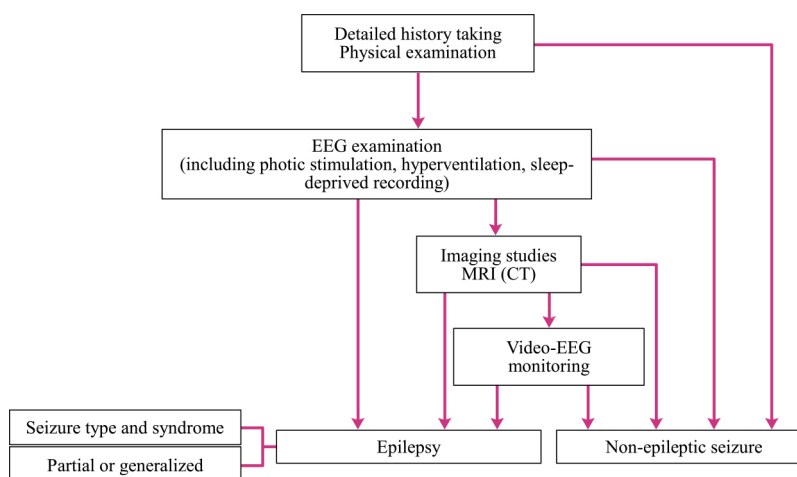 Detailed history taking
Physical examination
EEG examination
(including photic stimulation, hyperventilation, sleep-
deprived recording)
Imaging studies
MRI (CT)
Video-EEG
monitoring
Seizure type and syndrome
Partial or generalized
Epilepsy
Non-epileptic seizure